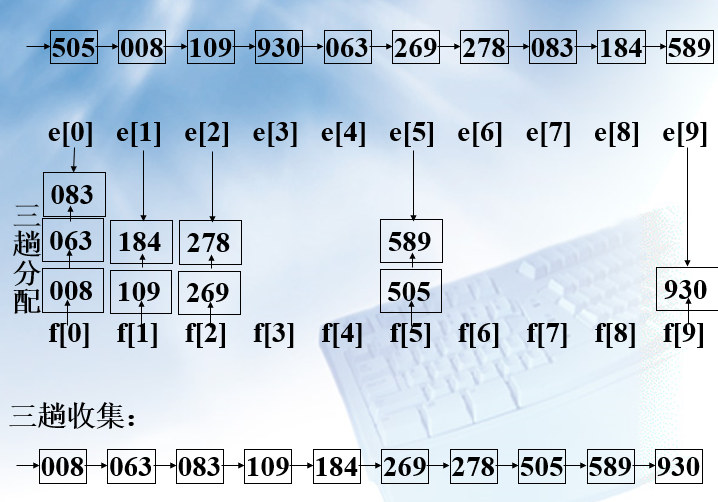 505 008 109 930 063 269 278 083 184 589
e[0] e[1] e[2] e[3] e[4] e[5] e[6] e[7] e[8] e[9]
083
三趟分配
063 184 278 589
008 109 269 505 930
f[0] f[1] f[2] f[3] f[4] f[5] f[6] f[7] f[8] f[9]
三趟收集：
008 063 083 109 184 269 278 505 589 930